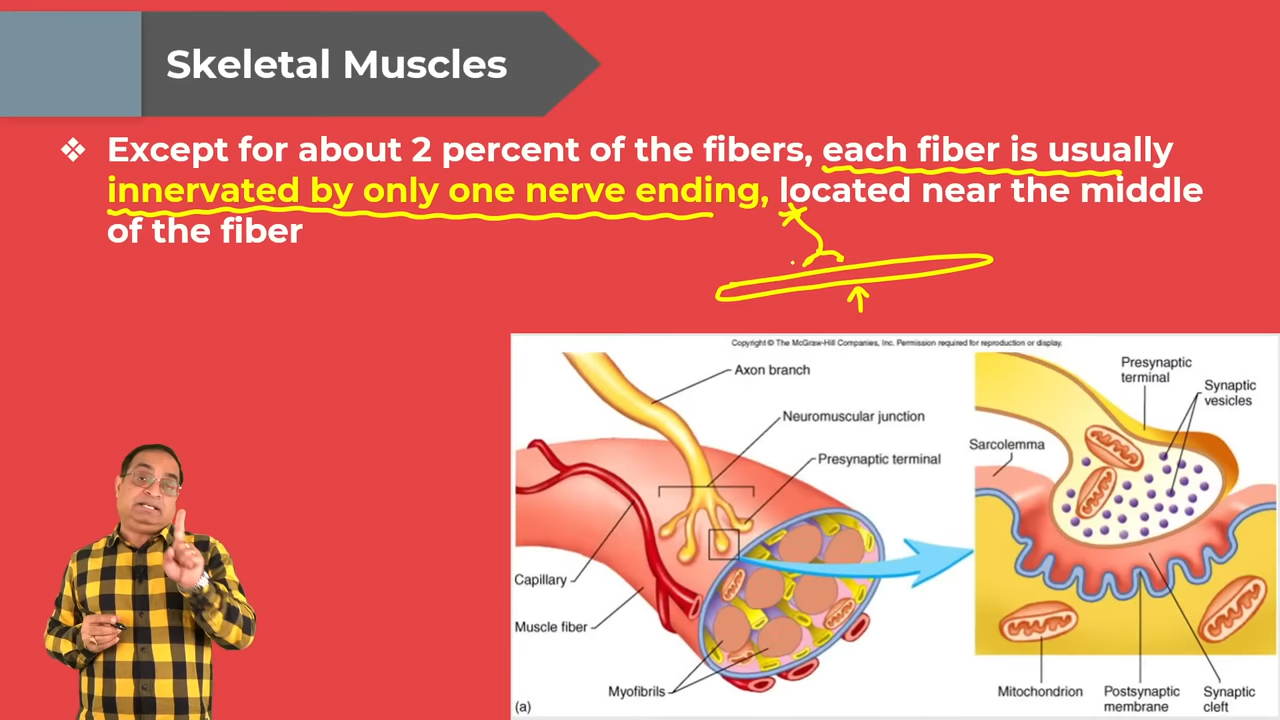 Skeletal Muscles
❖ Except for about 2 percent of the fibers, each fiber is usually
innervated by only one nerve ending, located near the middle
of the fiber
Copyright © The McGraw-Hill Companies, Inc. Permission required for reproduction or display.
Axon branch
Neuromuscular junction
Presynaptic terminal
Capillary
Muscle fiber
Myofibrils
(a)
Presynaptic
terminal
Synaptic
vesicles
Sarcolemma
Mitochondrion
Postsynaptic
membrane
Synaptic
cleft